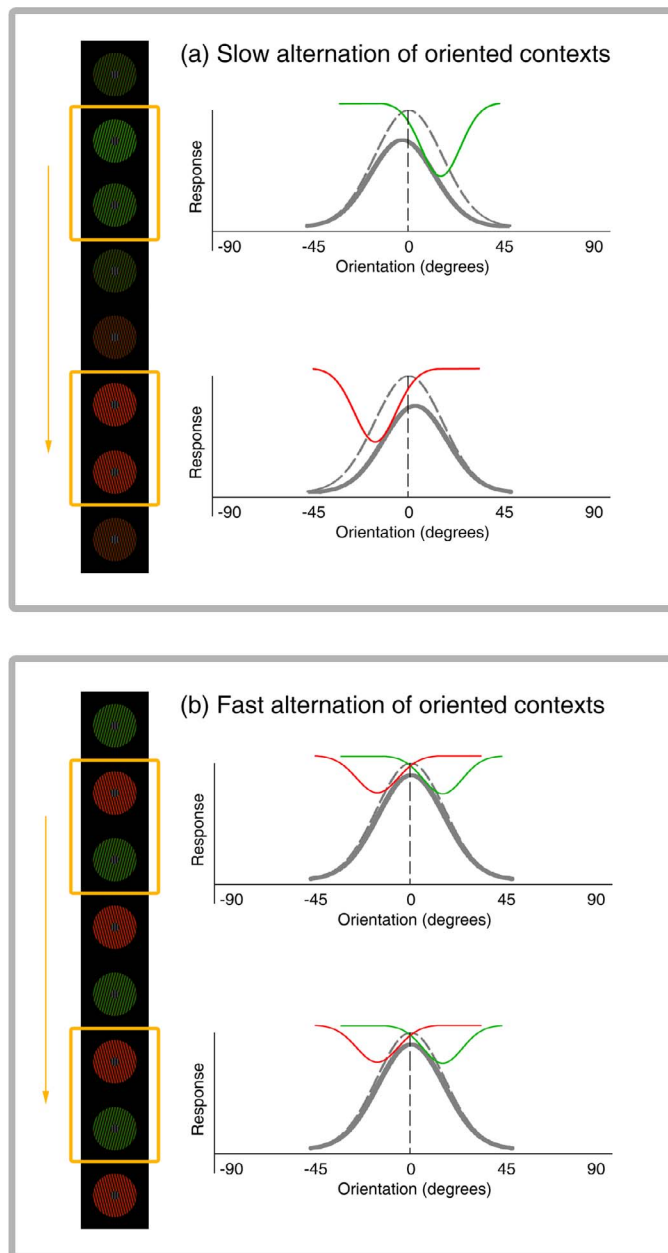 (a) Slow alternation of oriented contexts
Response
-90 -45 0 45 90
Orientation (degrees)
Response
-90 -45 0 45 90
Orientation (degrees)
(b) Fast alternation of oriented contexts
Response
-90 -45 0 45 90
Orientation (degrees)
Response
-90 -45 0 45 90
Orientation (degrees)